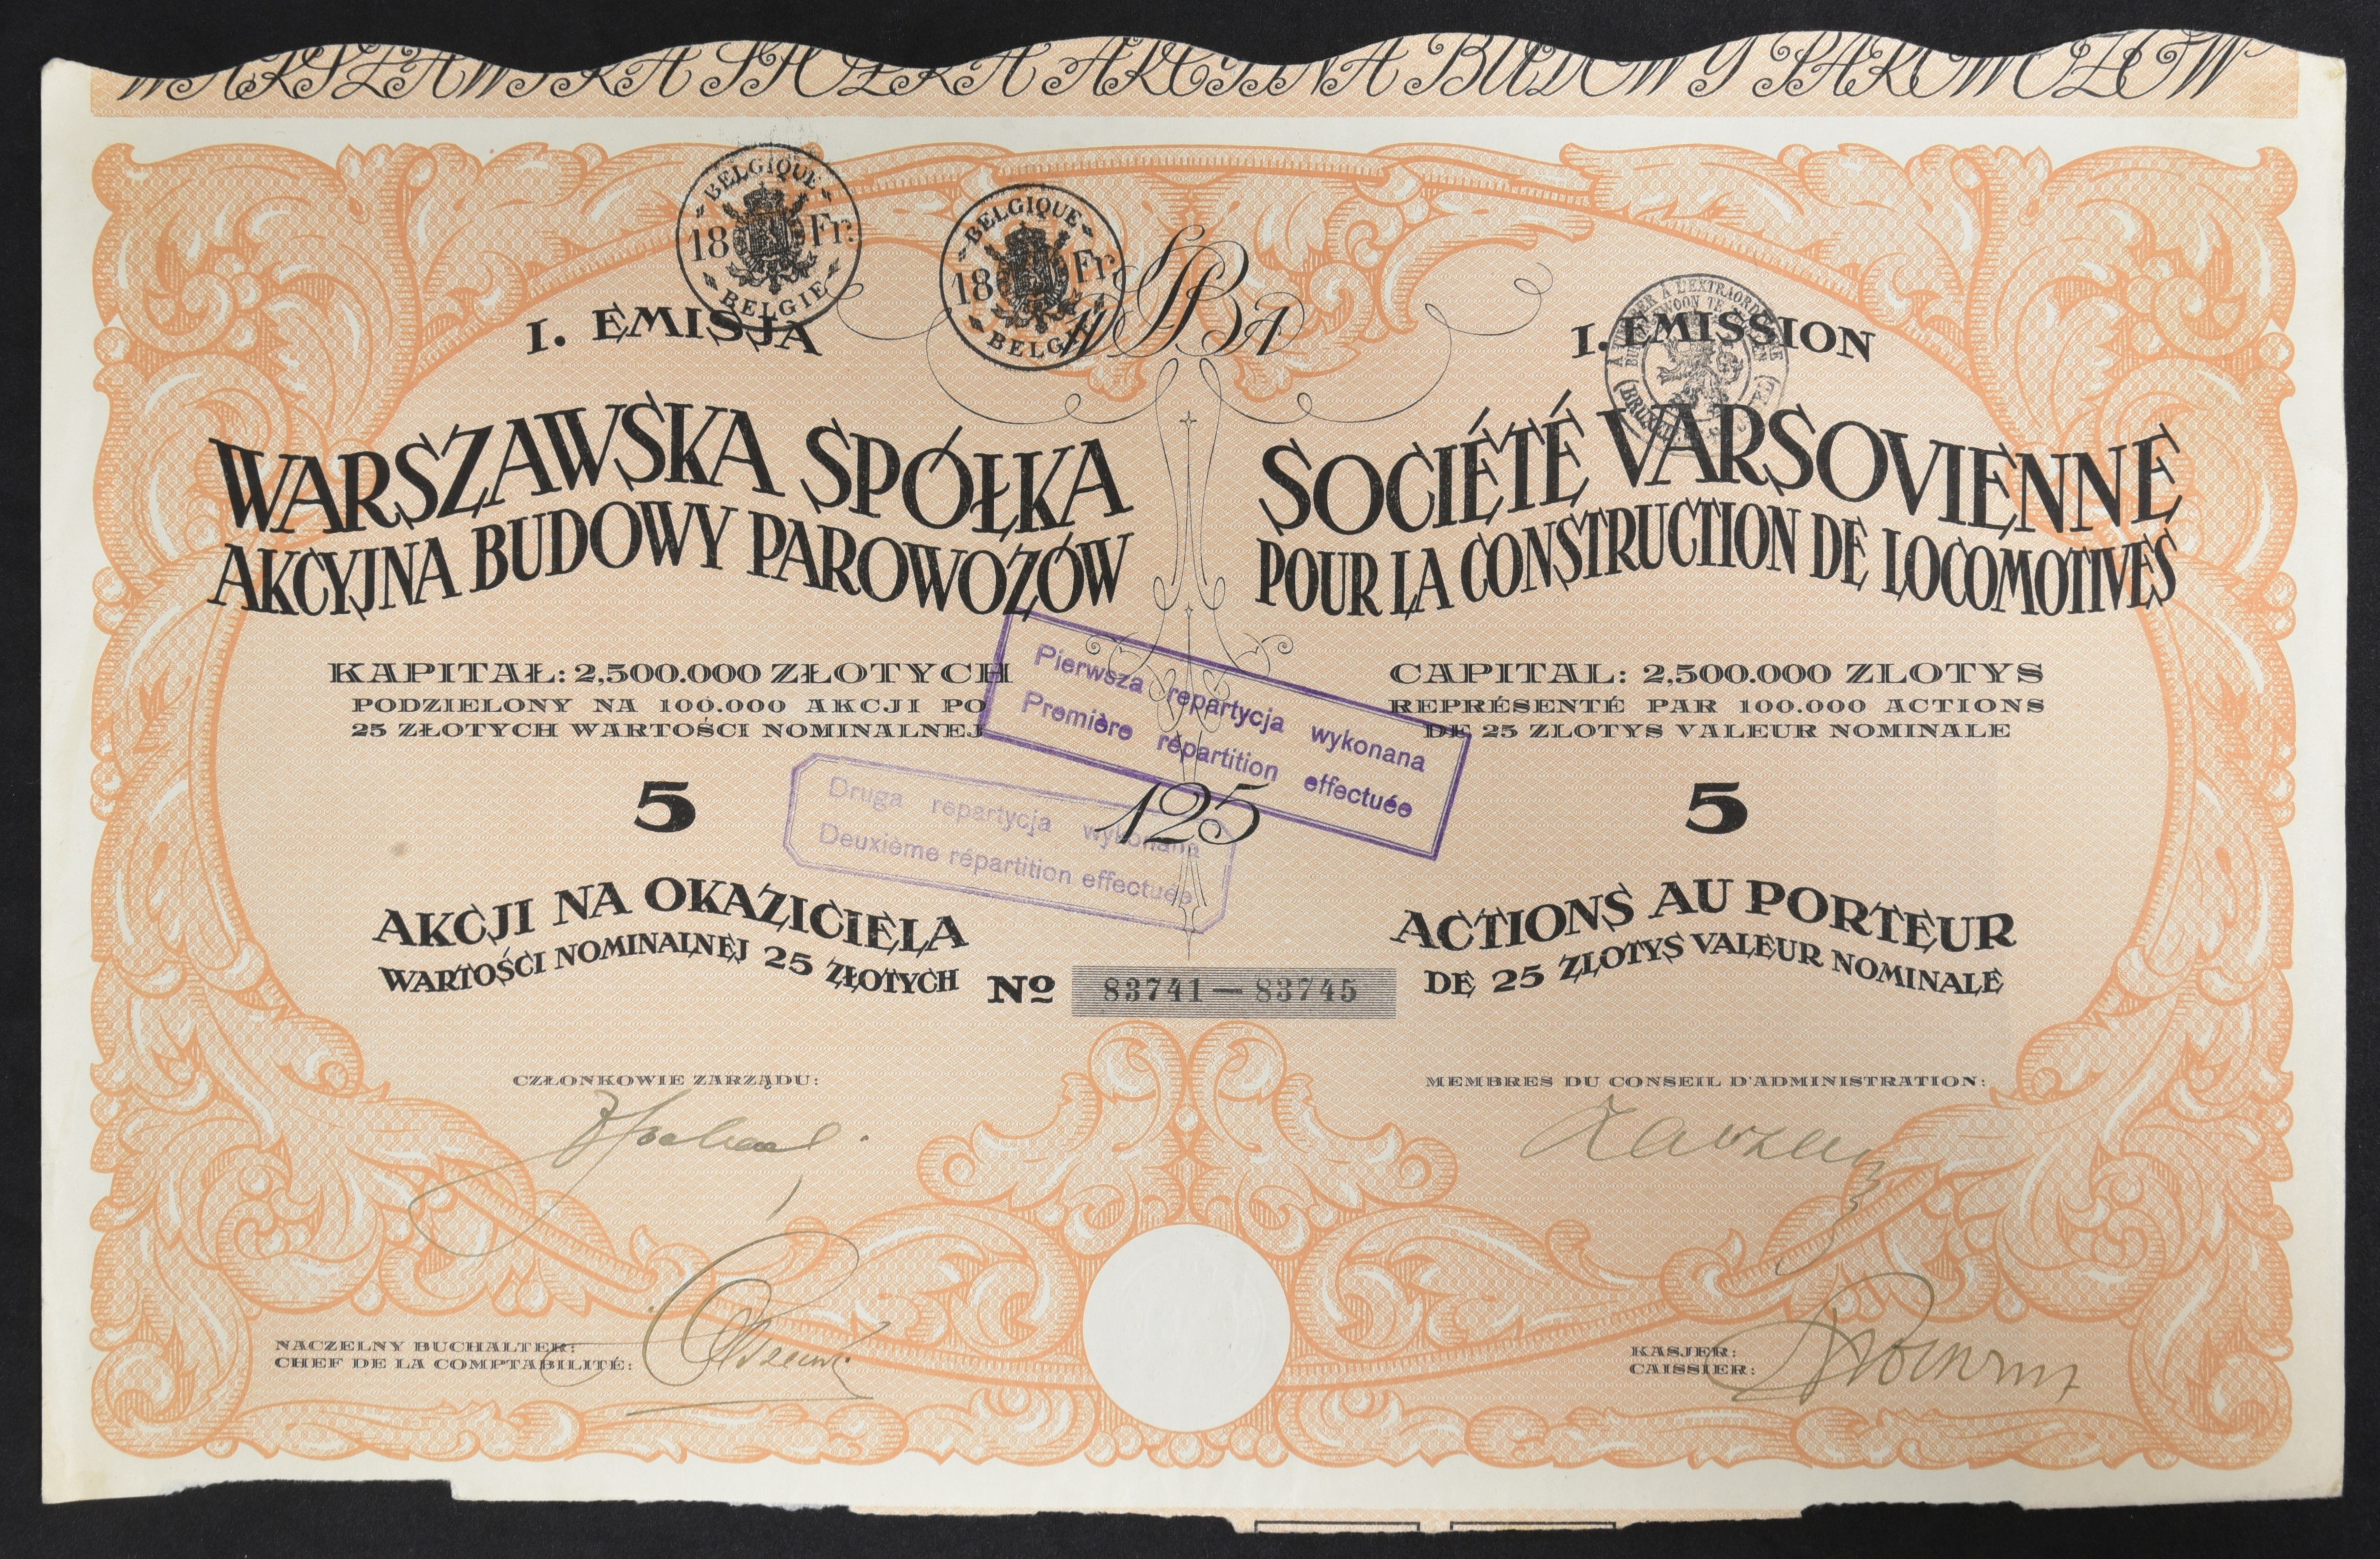 WARSZAWSKA SPÓŁKA AKCYJNA BUDOWY PAROWOZÓW
BELGIQUE
18 Fr.
BELGIE
BELGIQUE
18 Fr.
BELGIE
I. EMISJA
WARSZAWSKA SPÓŁKA
AKCYJNA BUDOWY PAROWOZÓW
KAPITAŁ: 2,500.000 ZŁOTYCH
PODZIELONY NA 100.000 AKCJI PO
25 ZŁOTYCH WARTOŚCI NOMINALNEJ
5
AKCJI NA OKAZICIELA
WARTOŚCI NOMINALNEJ 25 ZŁOTYCH
I. EMISSION
SOCIÉTÉ VARSOVIENNE
POUR LA CONSTRUCTION DE LOCOMOTIVES
CAPITAL: 2,500.000 ZLOTYS
REPRÉSENTÉ PAR 100.000 ACTIONS
DE 25 ZLOTYS VALEUR NOMINALE
5
ACTIONS AU PORTEUR
DE 25 ZLOTYS VALEUR NOMINALE
Pierwsza repartycja wykonana
Première répartition effectuée
125
Druga repartycja wykonana
Deuxième répartition effectuée
No 83741 — 83745
CZŁONKOWIE ZARZĄDU:
MEMBRES DU CONSEIL D'ADMINISTRATION:
NACZELNY BUCHALTER:
CHEF DE LA COMPTABILITÉ:
KASJER:
CAISSIER: